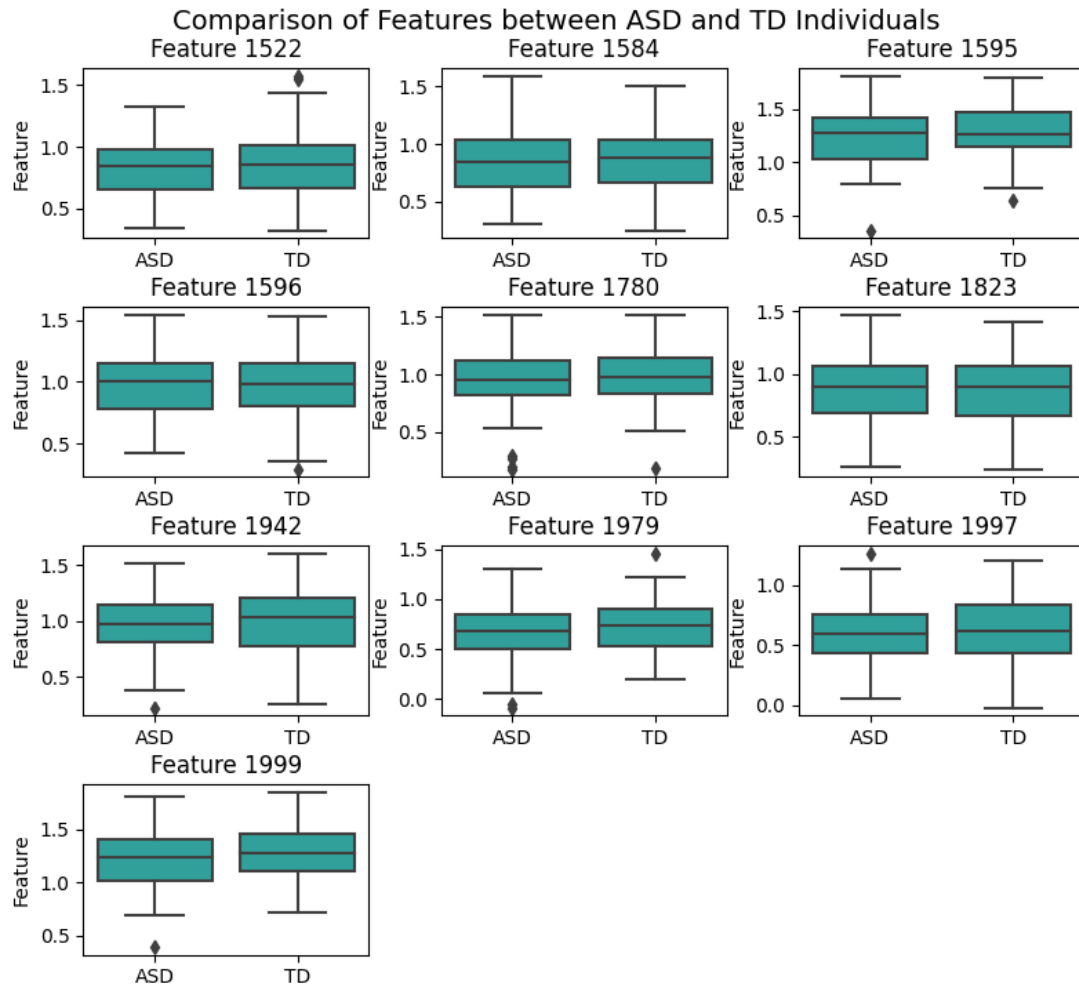 Comparison of Features between ASD and TD Individuals
Feature 1522
Feature 1584
Feature 1595
Feature
1.5
1.0
0.5
ASD
TD
Feature
1.5
1.0
0.5
ASD
TD
Feature
1.5
1.0
0.5
ASD
TD
Feature 1596
Feature 1780
Feature 1823
Feature
1.5
1.0
0.5
ASD
TD
Feature
1.5
1.0
0.5
ASD
TD
Feature
1.5
1.0
0.5
ASD
TD
Feature 1942
Feature 1979
Feature 1997
Feature
1.5
1.0
0.5
ASD
TD
Feature
1.5
1.0
0.5
0.0
ASD
TD
Feature
1.0
0.5
0.0
ASD
TD
Feature 1999
Feature
1.5
1.0
0.5
ASD
TD